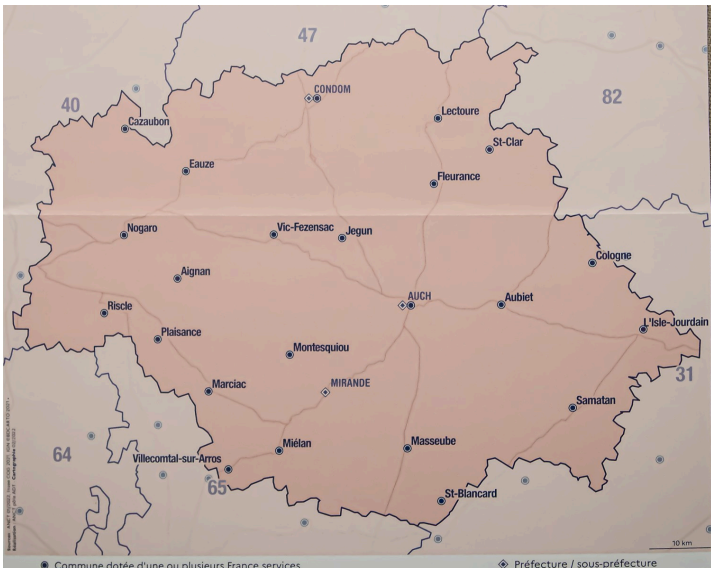 47
CONDOM
40
82
Lectoure
Cazaubon
St-Clar
Eauze
Fleurance
Nogaro
Vic-Fezensac
Jegun
Cologne
Aignan
AUCH
Aubiet
Riscle
L'Isle-Jourdain
Plaisance
Montesquiou
31
MIRANDE
Marciac
Samatan
Masseube
Miélan
64
Villecomtal-sur-Arros
65
St-Blancard
10 km
Commune dotée d'une ou plusieurs France services
Préfecture / sous-préfecture